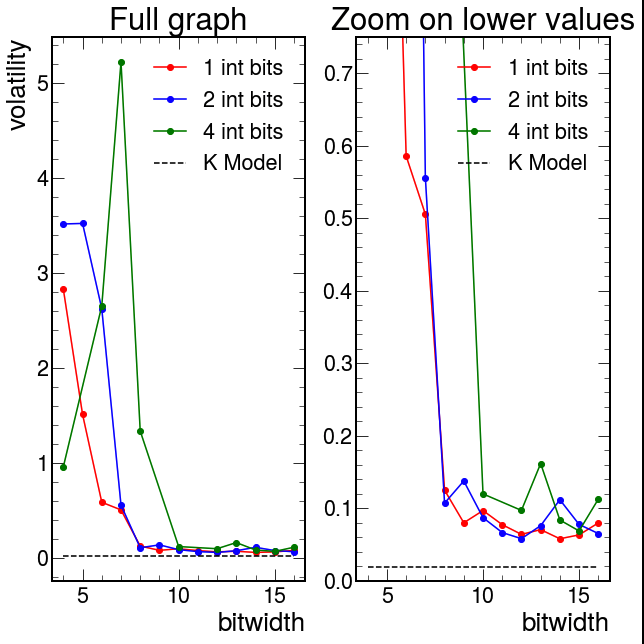 Full graph
volatility
1 int bits
2 int bits
4 int bits
K Model
5
4
3
2
1
0
5 10 15
bitwidth
Zoom on lower values
1 int bits
2 int bits
4 int bits
K Model
0.7
0.6
0.5
0.4
0.3
0.2
0.1
0.0
5 10 15
bitwidth